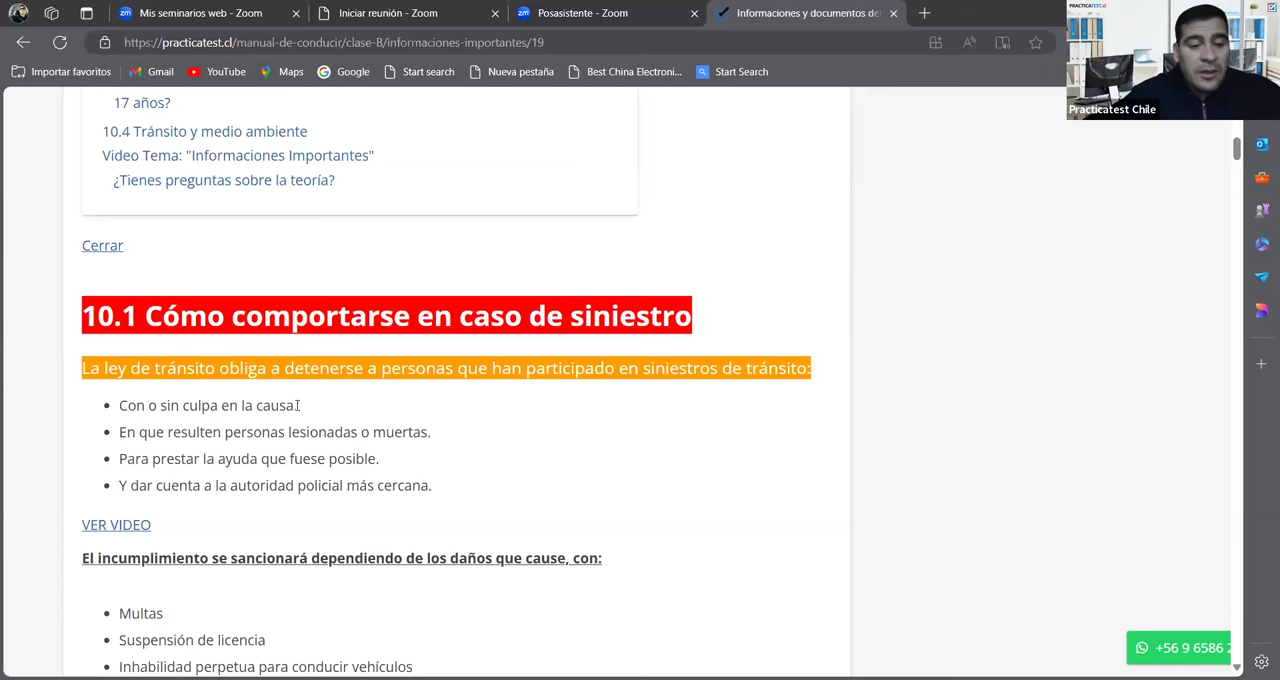 Mis seminarios web - Zoom
Iniciar reunión - Zoom
Posasistente - Zoom
Informaciones y documentos de
https://practicatest.cl/manual-de-conducir/clase-B/informaciones-importantes/19
Importar favoritos
Gmail
YouTube
Maps
Google
Start search
Nueva pestaña
Best China Electroni...
Start Search
PRACTICATEST.cl
Practicatest Chile
17 años?
10.4 Tránsito y medio ambiente
Video Tema: "Informaciones Importantes"
¿Tienes preguntas sobre la teoría?
Cerrar
10.1 Cómo comportarse en caso de siniestro
La ley de tránsito obliga a detenerse a personas que han participado en siniestros de tránsito:
Con o sin culpa en la causa
En que resulten personas lesionadas o muertas.
Para prestar la ayuda que fuese posible.
Y dar cuenta a la autoridad policial más cercana.
VER VIDEO
El incumplimiento se sancionará dependiendo de los daños que cause, con:
Multas
Suspensión de licencia
Inhabilidad perpetua para conducir vehículos
+56 9 6586